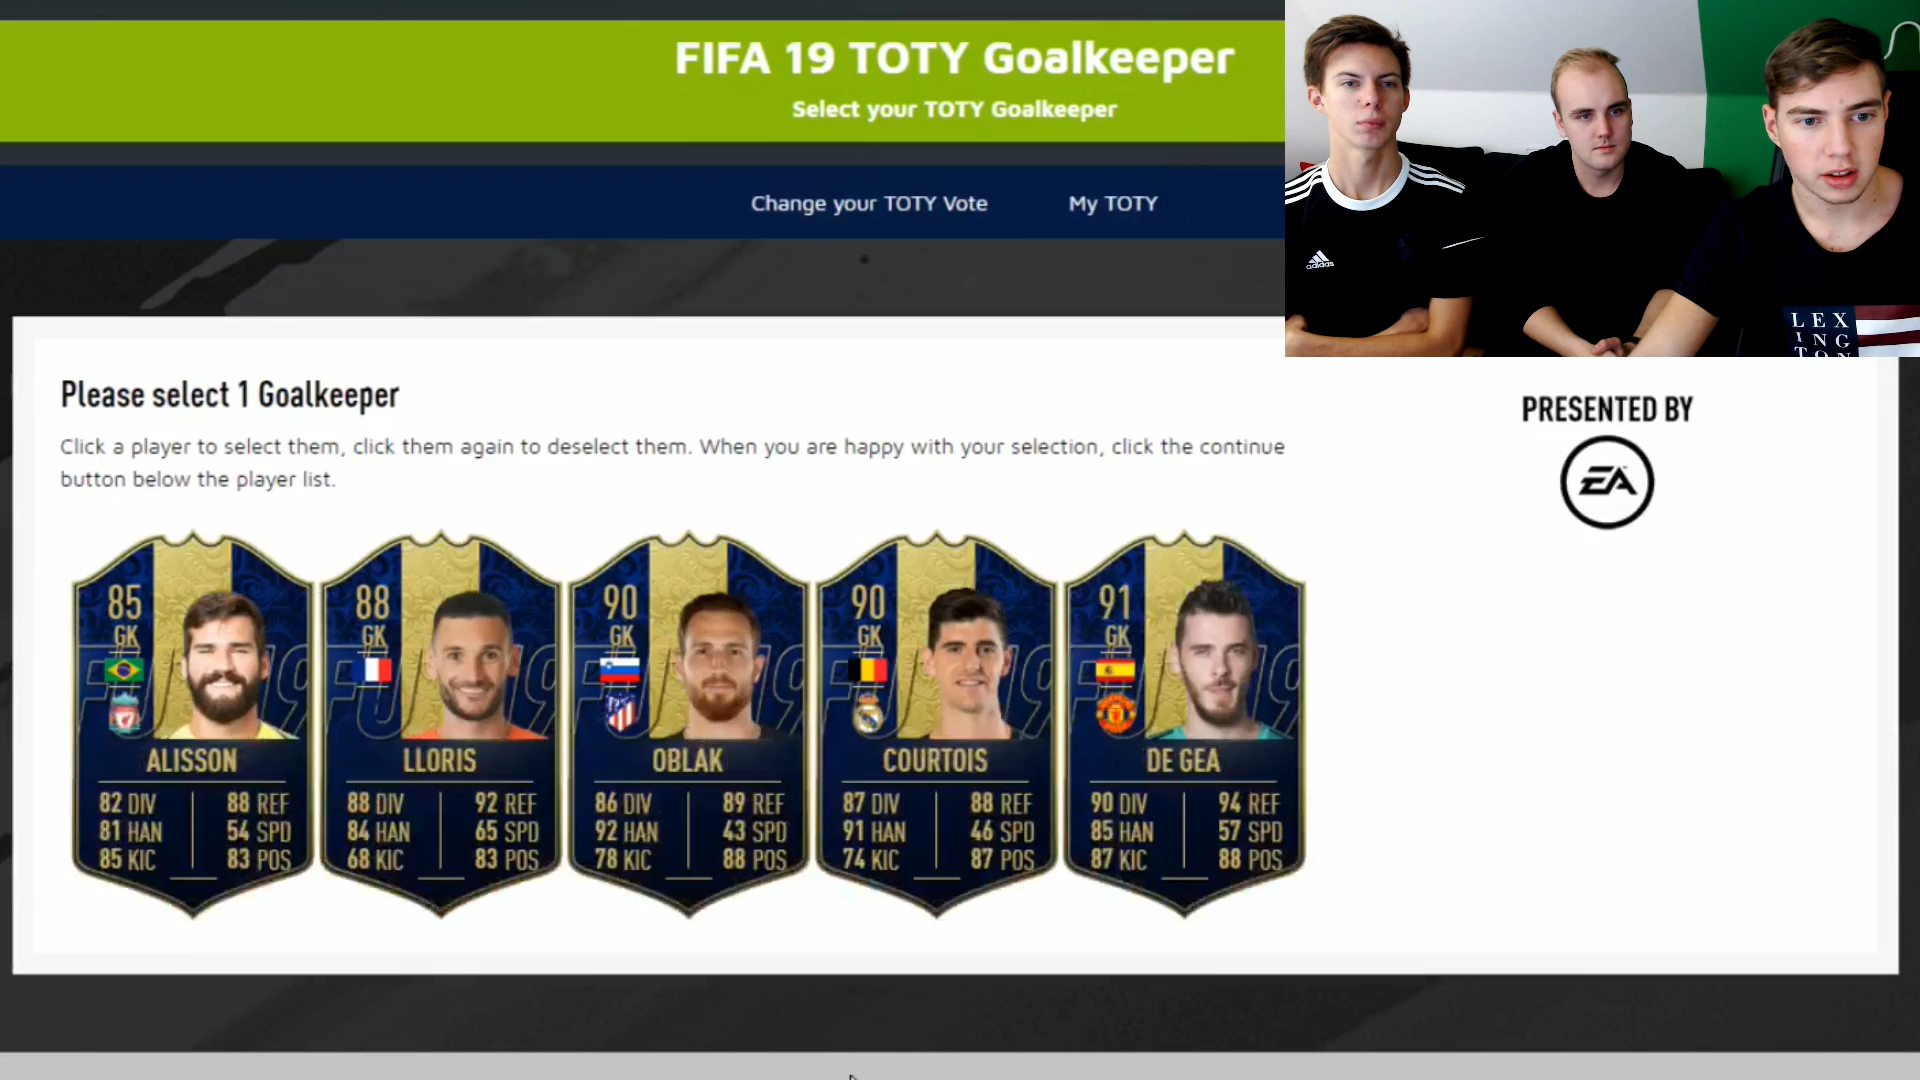 FIFA 19 TOTY Goalkeeper
Select your TOTY Goalkeeper
Change your TOTY Vote
My TOTY
adidas
LEX
ING
TON
Please select 1 Goalkeeper
Click a player to select them, click them again to deselect them. When you are happy with your selection, click the continue
button below the player list.
PRESENTED BY
EA
85
GK
ALISSON
82 DIV 88 REF
81 HAN 54 SPD
85 KIC 83 POS
88
GK
LLORIS
88 DIV 92 REF
84 HAN 65 SPD
68 KIC 83 POS
90
GK
OBLAK
86 DIV 89 REF
92 HAN 43 SPD
78 KIC 88 POS
90
GK
COURTOIS
87 DIV 88 REF
91 HAN 46 SPD
74 KIC 87 POS
91
GK
DE GEA
90 DIV 94 REF
85 HAN 57 SPD
87 KIC 88 POS